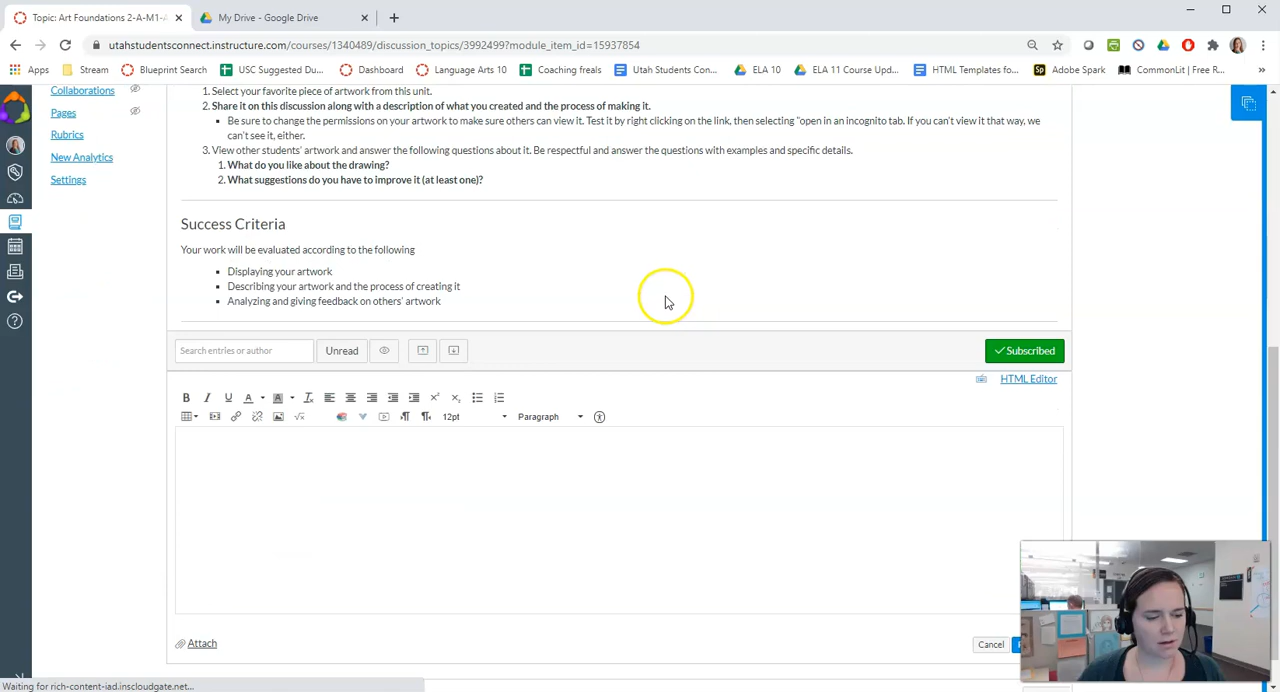 Topic: Art Foundations 2-A-M1-
My Drive - Google Drive
utahstudentsconnect.instructure.com/courses/1340489/discussion_topics/3992499?module_item_id=15937854
Apps
Stream
Blueprint Search
USC Suggested Du...
Dashboard
Language Arts 10
Coaching freals
Utah Students Con...
ELA 10
ELA 11 Course Upd...
HTML Templates fo...
Adobe Spark
CommonLit | Free R...
»
Collaborations
Pages
Rubrics
New Analytics
Settings
1. Select your favorite piece of artwork from this unit.
2. Share it on this discussion along with a description of what you created and the process of making it.
Be sure to change the permissions on your artwork to make sure others can view it. Test it by right clicking on the link, then selecting "open in an incognito tab. If you can't view it that way, we
can't see it, either.
3. View other students' artwork and answer the following questions about it. Be respectful and answer the questions with examples and specific details.
1. What do you like about the drawing?
2. What suggestions do you have to improve it (at least one)?
Success Criteria
Your work will be evaluated according to the following
Displaying your artwork
Describing your artwork and the process of creating it
Analyzing and giving feedback on others' artwork
Search entries or author
Unread
Subscribed
HTML Editor
B I U A A
12pt
Paragraph
Attach
Cancel
Waiting for rich-content-iad.inscloudgate.net...